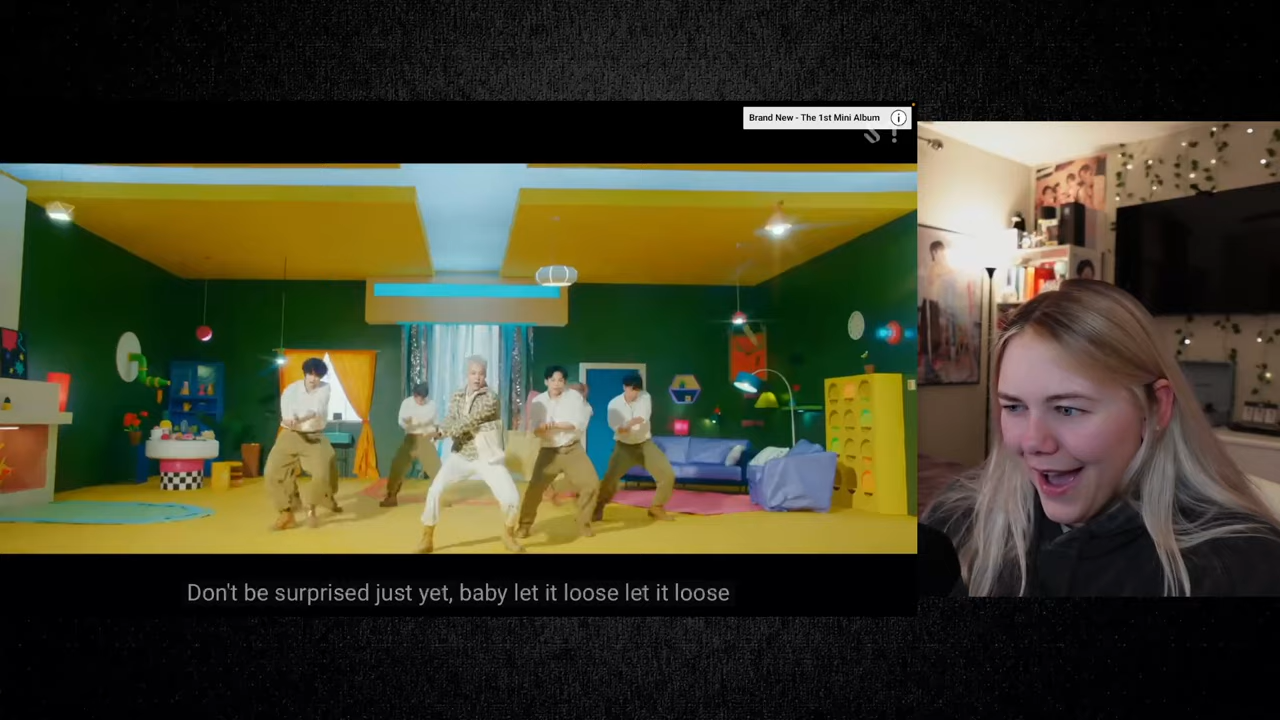 Brand New - The 1st Mini Album
Don't be surprised just yet, baby let it loose let it loose